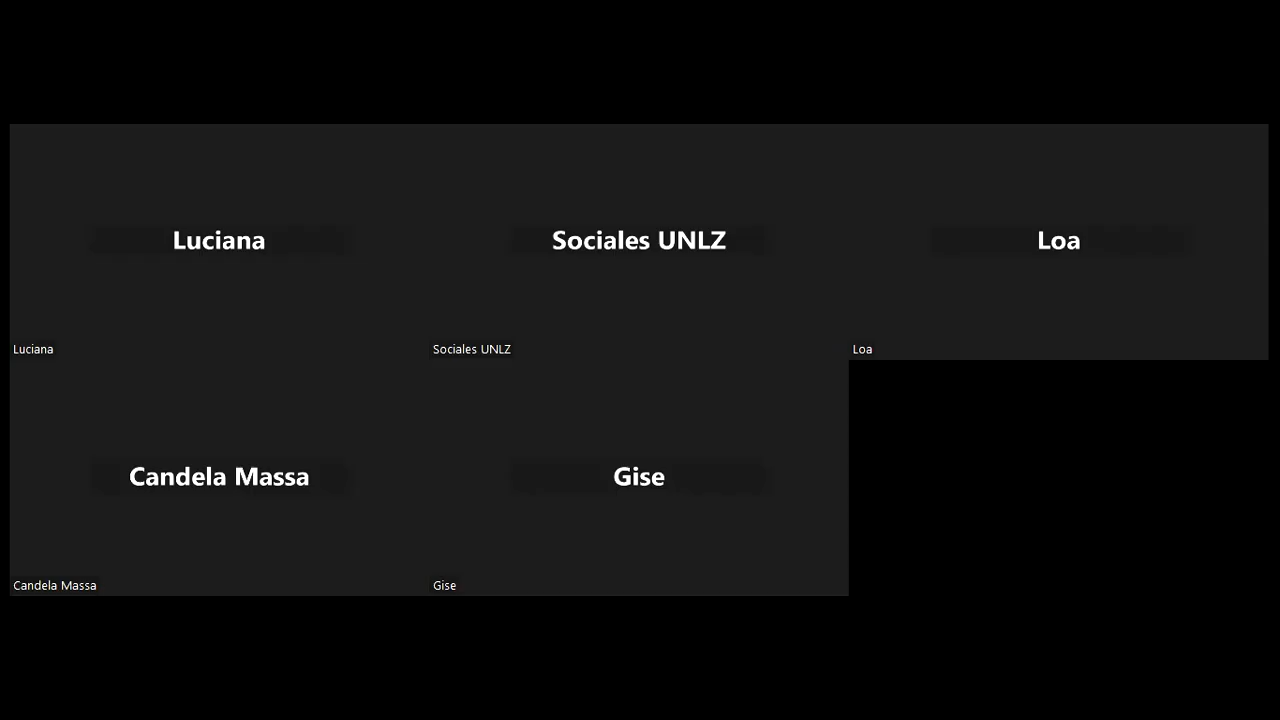 Luciana
Sociales UNLZ
Loa
Luciana
Sociales UNLZ
Loa
Candela Massa
Gise
Candela Massa
Gise